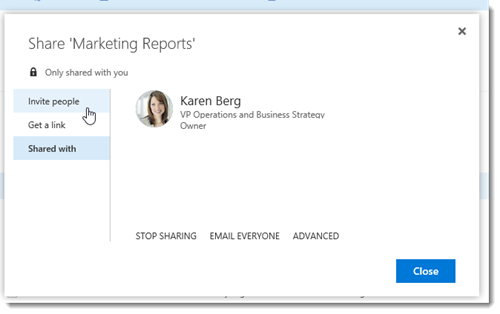 Share 'Marketing Reports'
Only shared with you
Invite people
Get a link
Shared with
Karen Berg
VP Operations and Business Strategy
Owner
STOP SHARING EMAIL EVERYONE ADVANCED
Close